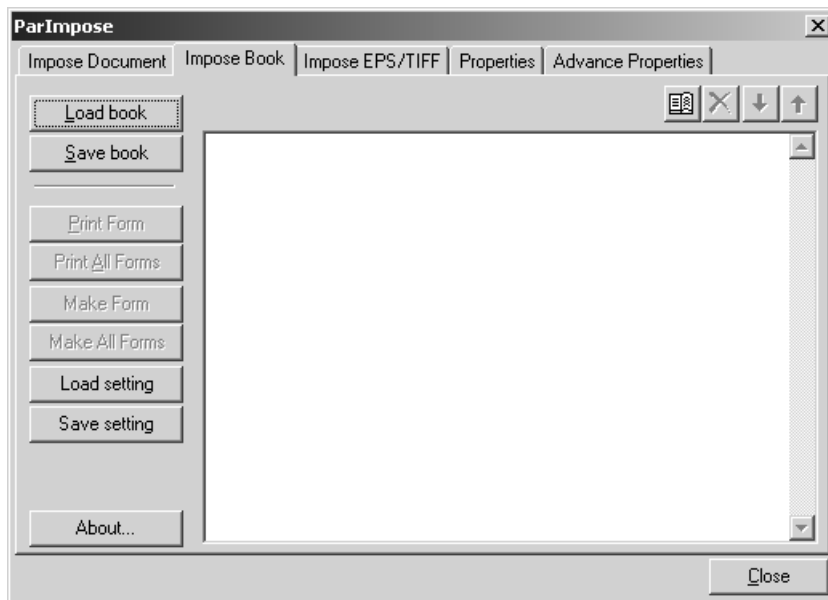 ParImpose
Impose Document Impose Book Impose EPS/TIFF Properties Advance Properties
Load book
Save book
Print Form
Print All Forms
Make Form
Make All Forms
Load setting
Save setting
About...
Close